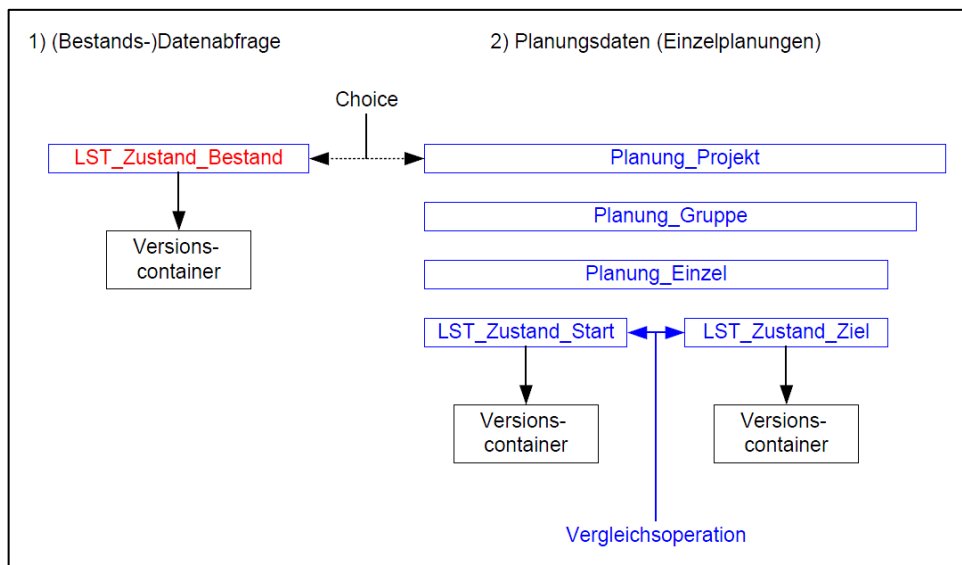 1) (Bestands-)Datenabfrage
2) Planungsdaten (Einzelplanungen)
Choice
LST_Zustand_Bestand
Planung_Projekt
Planung_Gruppe
Versions-
container
Planung_Einzel
LST_Zustand_Start
LST_Zustand_Ziel
Versions-
container
Versions-
container
Vergleichsoperation